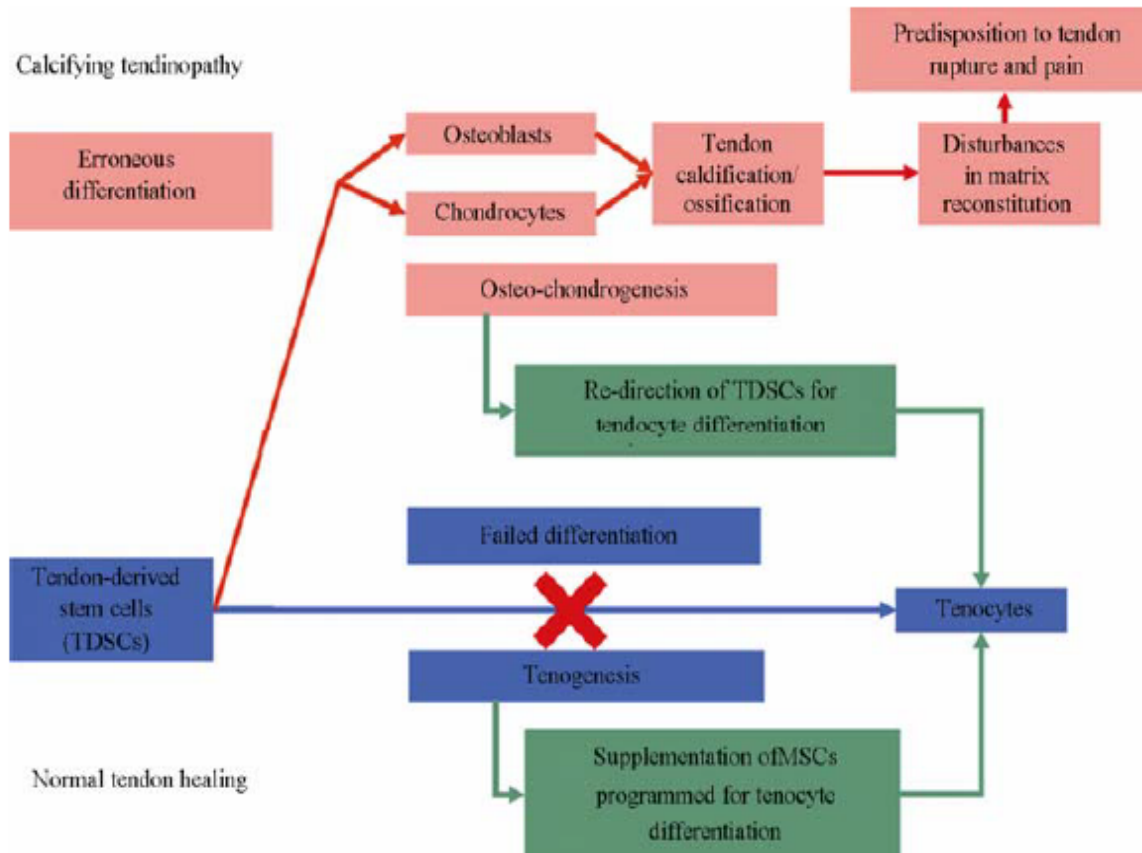 Calcifying tendinopathy
Predisposition to tendon
rupture and pain
Erroneous
differentiation
Osteoblasts
Chondrocytes
Tendon
caldification/
ossification
Disturbances
in matrix
reconstitution
Osteo-chondrogenesis
Re-direction of TDSCs for
tendocyte differentiation
Failed differentiation
Tendon-derived
stem cells
(TDSCs)
Tenocytes
Tenogenesis
Normal tendon healing
Supplementation ofMSCs
programmed for tenocyte
differentiation